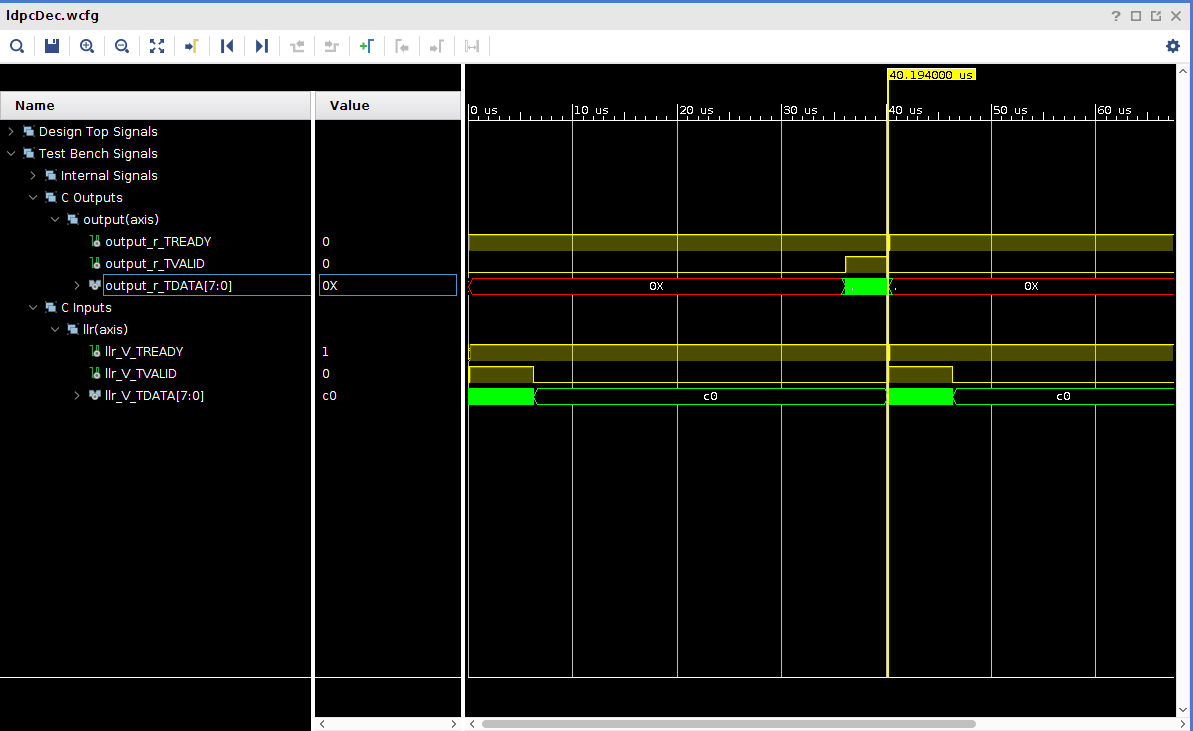 ldpcDec.wcfg
40.194000 us
Name Value
0 us 10 us 20 us 30 us 40 us 50 us 60 us
Design Top Signals
Test Bench Signals
Internal Signals
C Outputs
output(axis)
output_r_TREADY 0
output_r_TVALID 0
output_r_TDATA[7:0] 0X 0X 0X
C Inputs
llr(axis)
llr_V_TREADY 1
llr_V_TVALID 0
llr_V_TDATA[7:0] c0 c0 c0